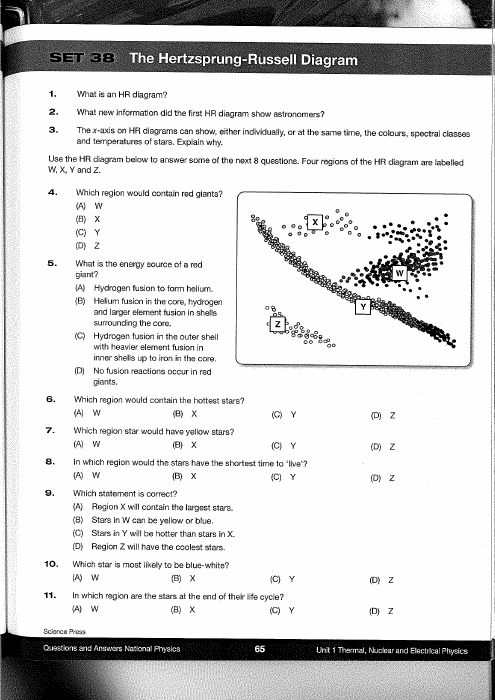 SET 38 The Hertzsprung-Russell Diagram
1. What is an HR diagram?
2. What new information did the first HR diagram show astronomers?
3. The x-axis on HR diagrams can show, either individually, or at the same time, the colours, spectral classes
and temperatures of stars. Explain why.
Use the HR diagram below to answer some of the next 8 questions. Four regions of the HR diagram are labelled
W, X, Y and Z.
4. Which region would contain red giants?
(A) W
(B) X
(C) Y
(D) Z
5. What is the energy source of a red
giant?
(A) Hydrogen fusion to form helium.
(B) Helium fusion in the core, hydrogen
and larger element fusion in shells
surrounding the core.
(C) Hydrogen fusion in the outer shell
with heavier element fusion in
inner shells up to iron in the core.
(D) No fusion reactions occur in red
giants.
X
W
Y
Z
6. Which region would contain the hottest stars?
(A) W (B) X (C) Y (D) Z
7. Which region star would have yellow stars?
(A) W (B) X (C) Y (D) Z
8. In which region would the stars have the shortest time to 'live'?
(A) W (B) X (C) Y (D) Z
9. Which statement is correct?
(A) Region X will contain the largest stars.
(B) Stars in W can be yellow or blue.
(C) Stars in Y will be hotter than stars in X.
(D) Region Z will have the coolest stars.
10. Which star is most likely to be blue-white?
(A) W (B) X (C) Y (D) Z
11. In which region are the stars at the end of their life cycle?
(A) W (B) X (C) Y (D) Z
Science Press
Questions and Answers National Physics 65 Unit 1 Thermal, Nuclear and Electrical Physics